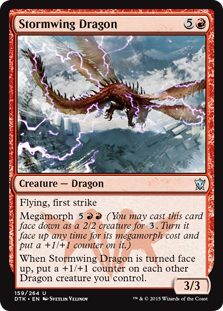 Stormwing Dragon 5
Creature — Dragon
Flying, first strike
Megamorph 5 (You may cast this card
face down as a 2/2 creature for 3. Turn it
face up any time for its megamorph cost and
put a +1/+1 counter on it.)
When Stormwing Dragon is turned face
up, put a +1/+1 counter on each other
Dragon creature you control.
3/3
159/264 U
DTK • EN Svetlin Velinov
™ & © 2015 Wizards of the Coast